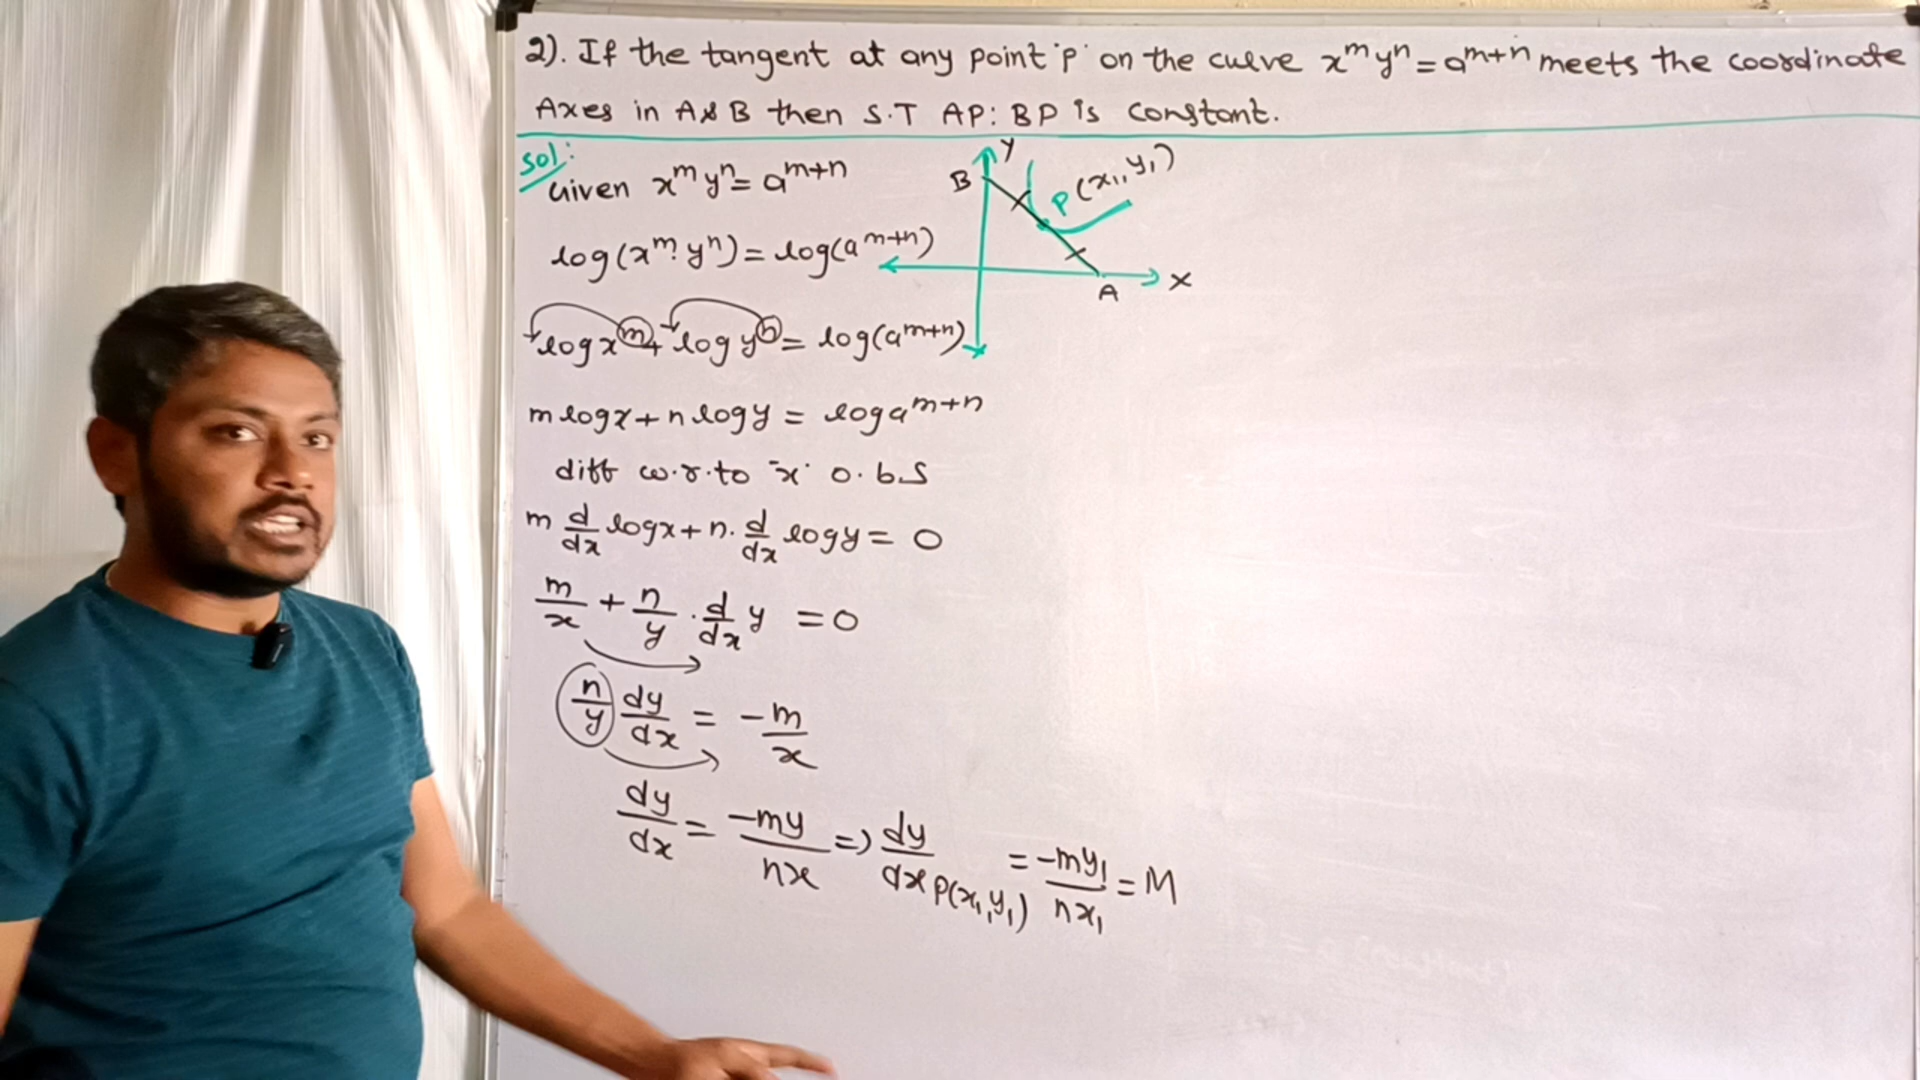 2). If the tangent at any point 'P' on the curve x^m y^n = a^{m+n} meets the coordinate
Axes in A & B then S.T AP : BP is Constant.
Sol:
Given x^m y^n = a^{m+n}
log(x^m . y^n) = log(a^{m+n})
log x^m + log y^n = log(a^{m+n})
m log x + n log y = log a^{m+n}
diff w.r.to 'x' o.b.S
m d/dx log x + n . d/dx log y = 0
m/x + n/y . d/dx y = 0
n/y dy/dx = -m/x
dy/dx = -my/nx => dy/dx P(x₁, y₁) = -my₁/nx₁ = M
Y
B
P (x₁, y₁)
A
X